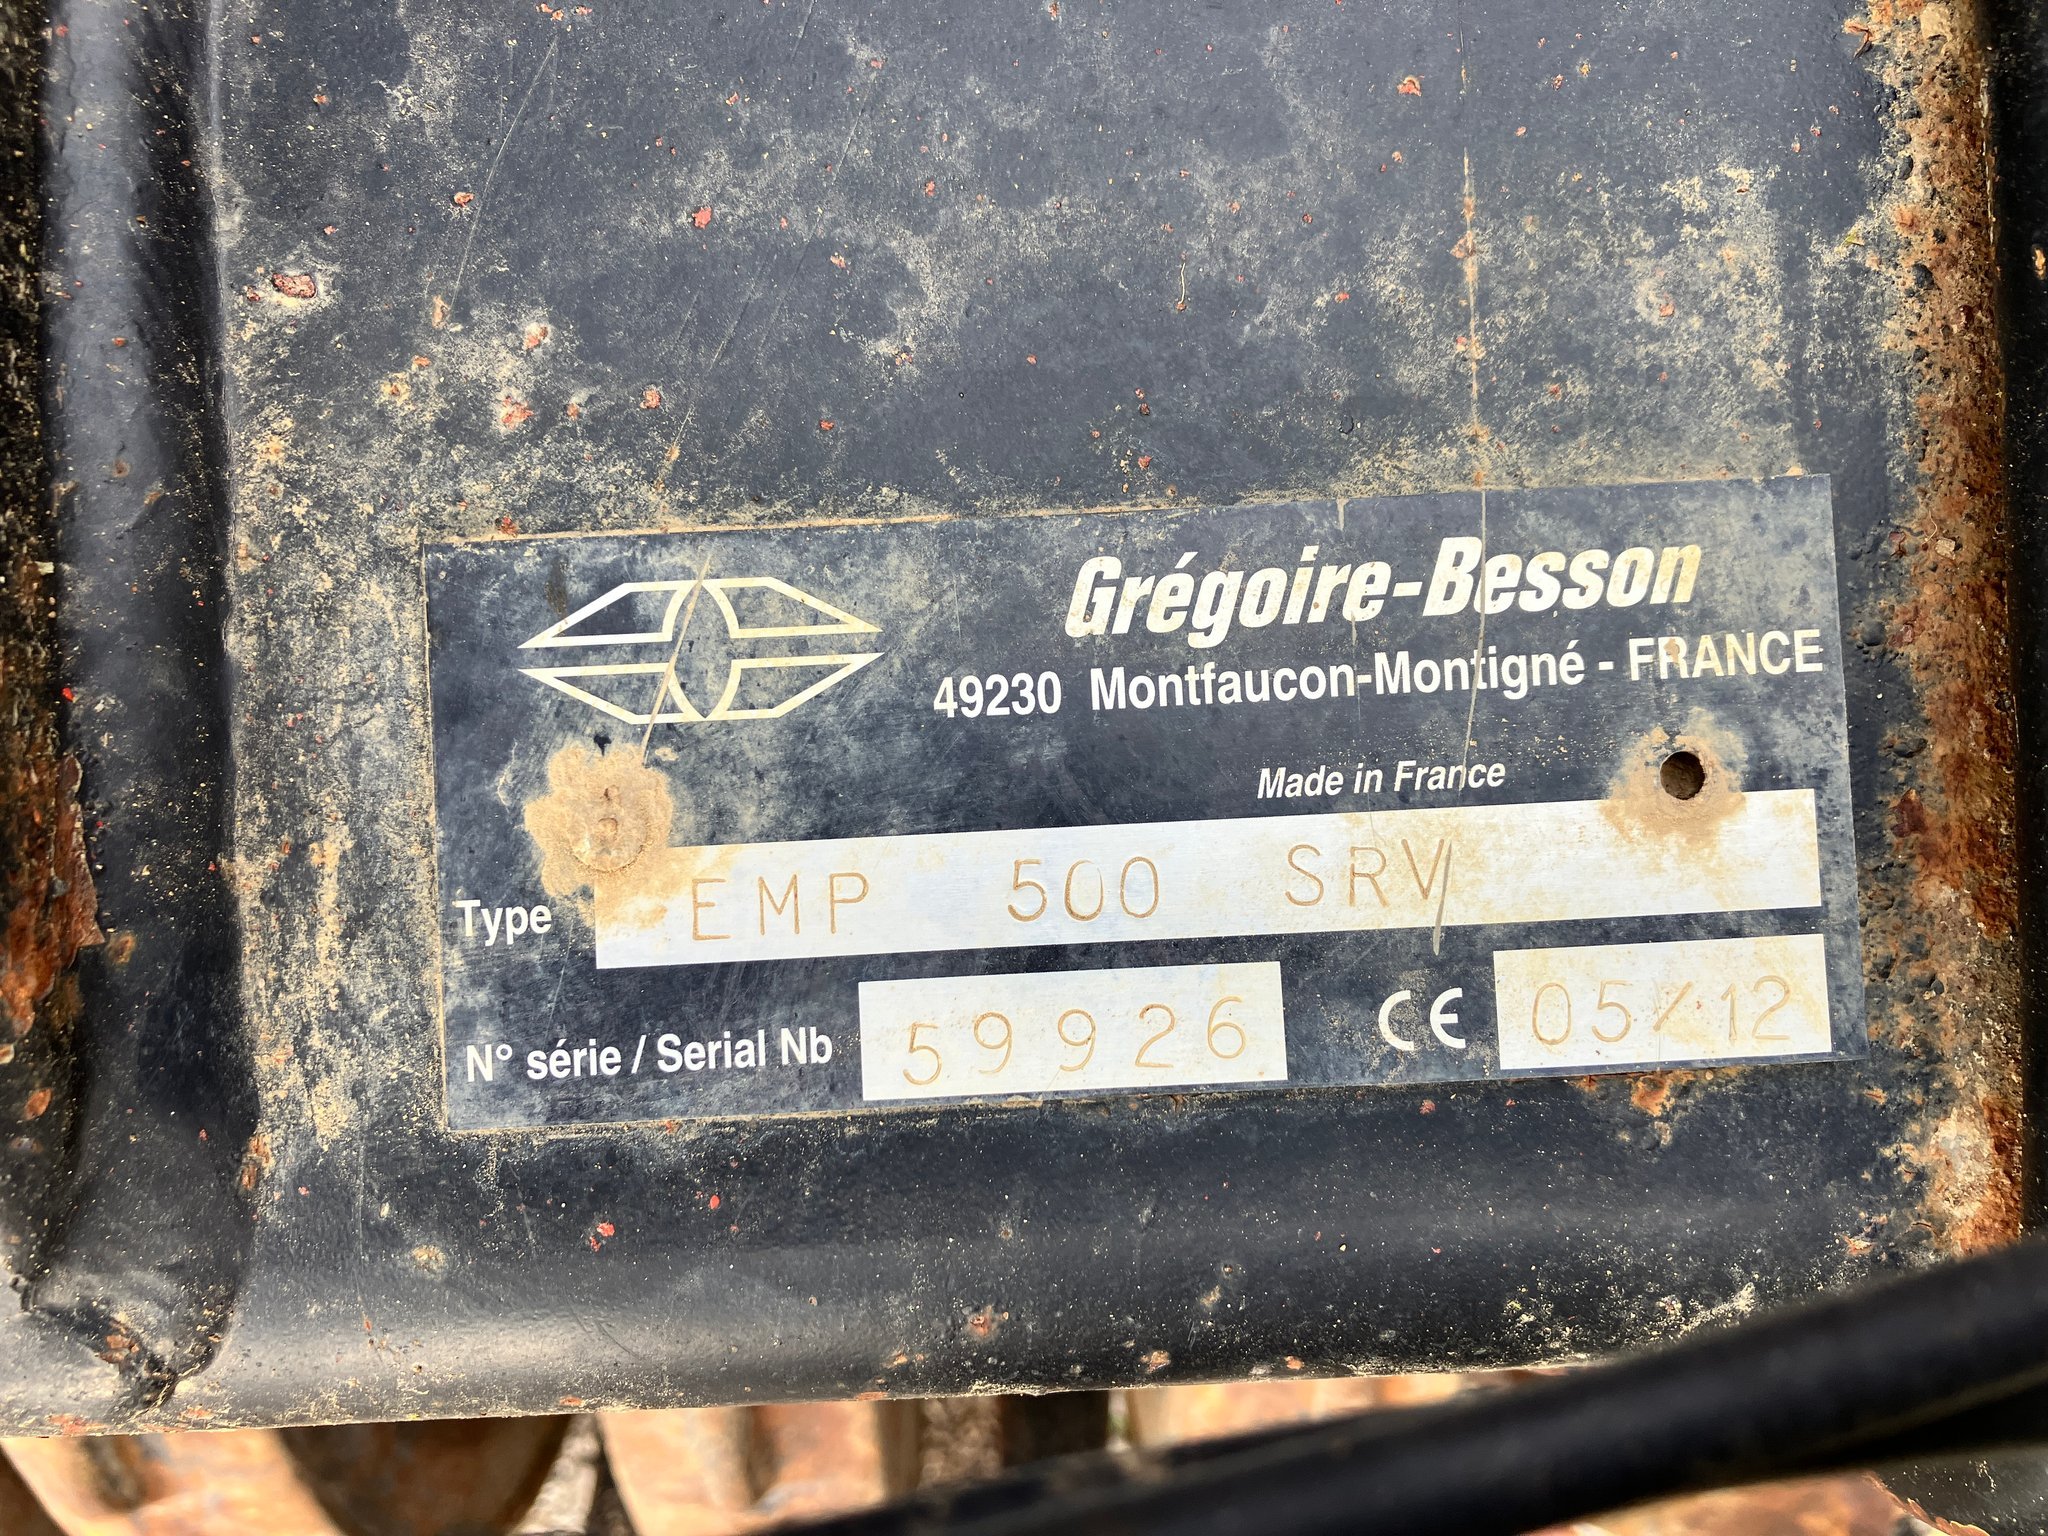 Grégoire-Besson
49230 Montfaucon-Montigné - FRANCE
Made in France
Type EMP 500 SRV
N° série / Serial Nb 59926 CE 05/12